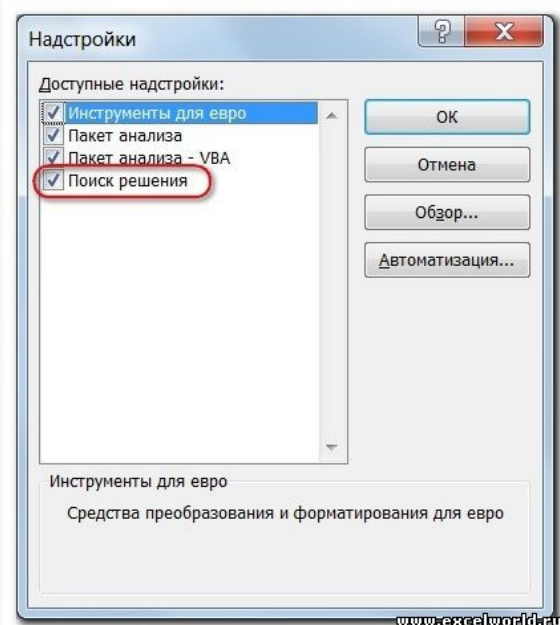 Надстройки
Доступные надстройки:
Инструменты для евро
Пакет анализа
Пакет анализа - VBA
Поиск решения
ОК
Отмена
Обзор...
Автоматизация...
Инструменты для евро
Средства преобразования и форматирования для евро
www.excelworld.ru